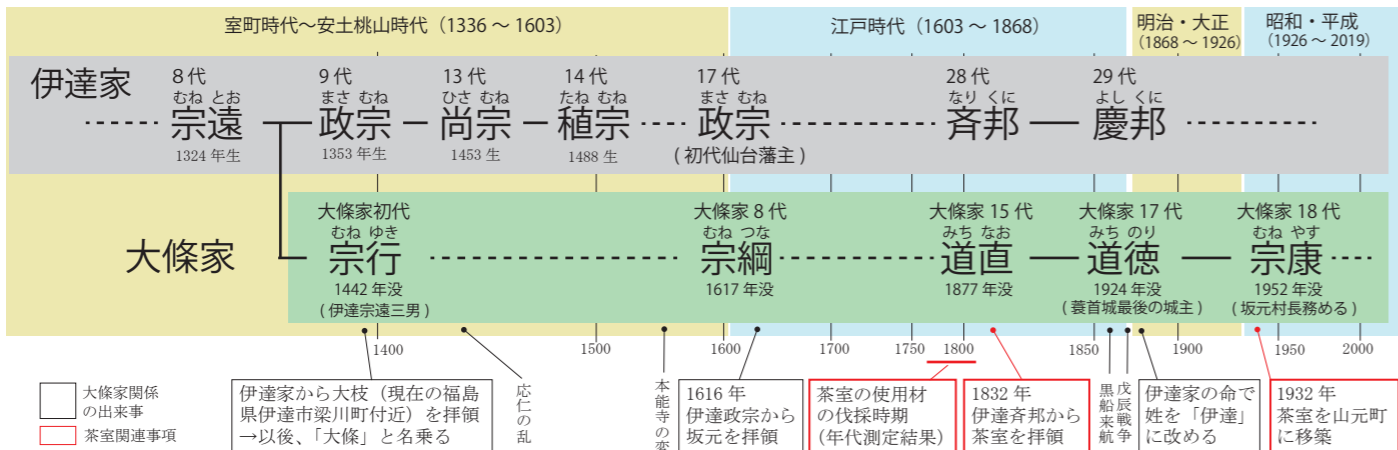 室町時代～安土桃山時代（1336 ～ 1603）
江戸時代（1603 ～ 1868）
明治・大正
（1868 ～ 1926）
昭和・平成
（1926 ～ 2019）
伊達家
8 代
むね とお
宗遠
1324 年生
9 代
まさ むね
政宗
1353 年生
13 代
ひさ むね
尚宗
1453 生
14 代
たね むね
稙宗
1488 生
17 代
まさ むね
政宗
( 初代仙台藩主 )
28 代
なり くに
斉邦
29 代
よし くに
慶邦
大條家
大條家初代
むね ゆき
宗行
1442 年没
( 伊達宗遠三男 )
大條家 8 代
むね つな
宗綱
1617 年没
大條家 15 代
みち なお
道直
1877 年没
大條家 17 代
みち のり
道徳
1924 年没
( 蓑首城最後の城主 )
大條家 18 代
むね やす
宗康
1952 年没
( 坂元村長務める )
1400
1500
1600
1700
1750
1800
1850
1900
1950
2000
大條家関係
の出来事
茶室関連事項
伊達家から大枝（現在の福島
県伊達市梁川町付近）を拝領
→以後、「大條」と名乗る
応仁の乱
本能寺の変
1616 年
伊達政宗から
坂元を拝領
茶室の使用材
の伐採時期
（年代測定結果）
1832 年
伊達斉邦から
茶室を拝領
黒船来航
戊辰戦争
伊達家の命で
姓を「伊達」
に改める
1932 年
茶室を山元町
に移築